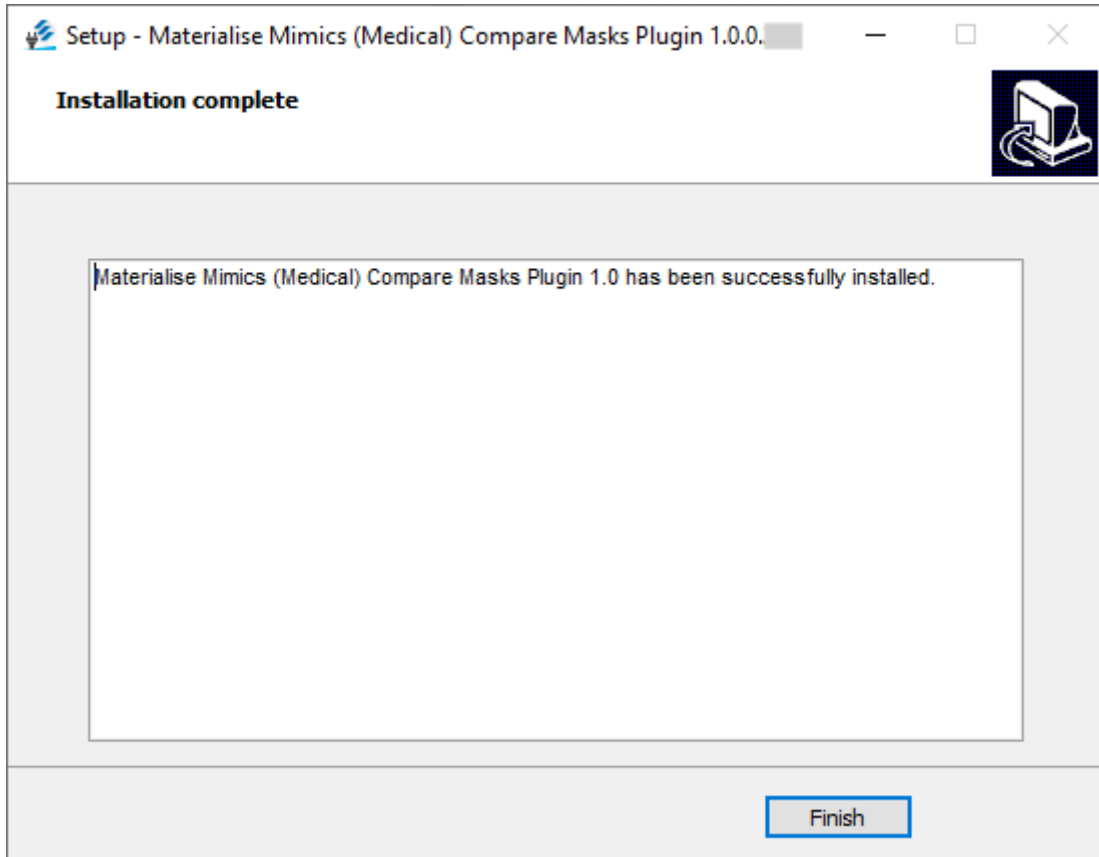 Setup - Materialise Mimics (Medical) Compare Masks Plugin 1.0.0.
Installation complete
Materialise Mimics (Medical) Compare Masks Plugin 1.0 has been successfully installed.
Finish